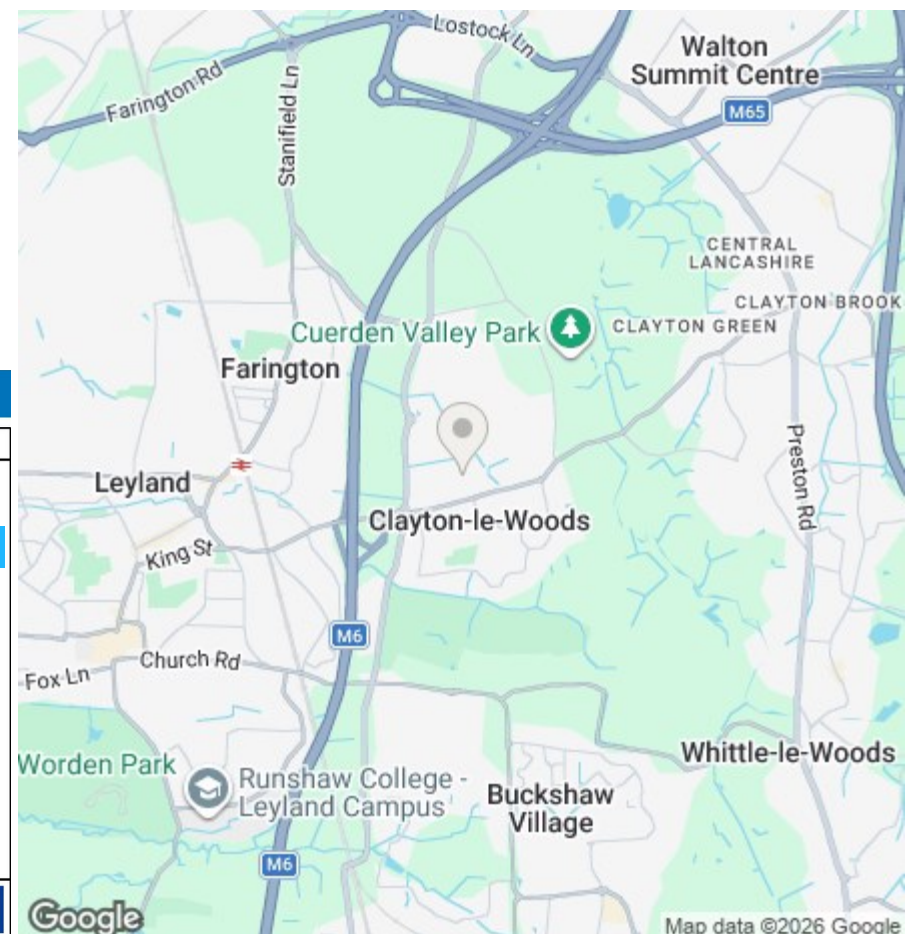 Lostock Ln
Walton
Summit Centre
Farington Rd
M65
Stanifield Ln
CENTRAL
LANCASHIRE
CLAYTON BROOK
Cuerden Valley Park
CLAYTON GREEN
Farington
Preston Rd
Leyland
Clayton-le-Woods
King St
M6
Church Rd
Fox Ln
Worden Park
Whittle-le-Woods
Runshaw College -
Leyland Campus
Buckshaw
Village
M6
Google
Map data ©2026 Google